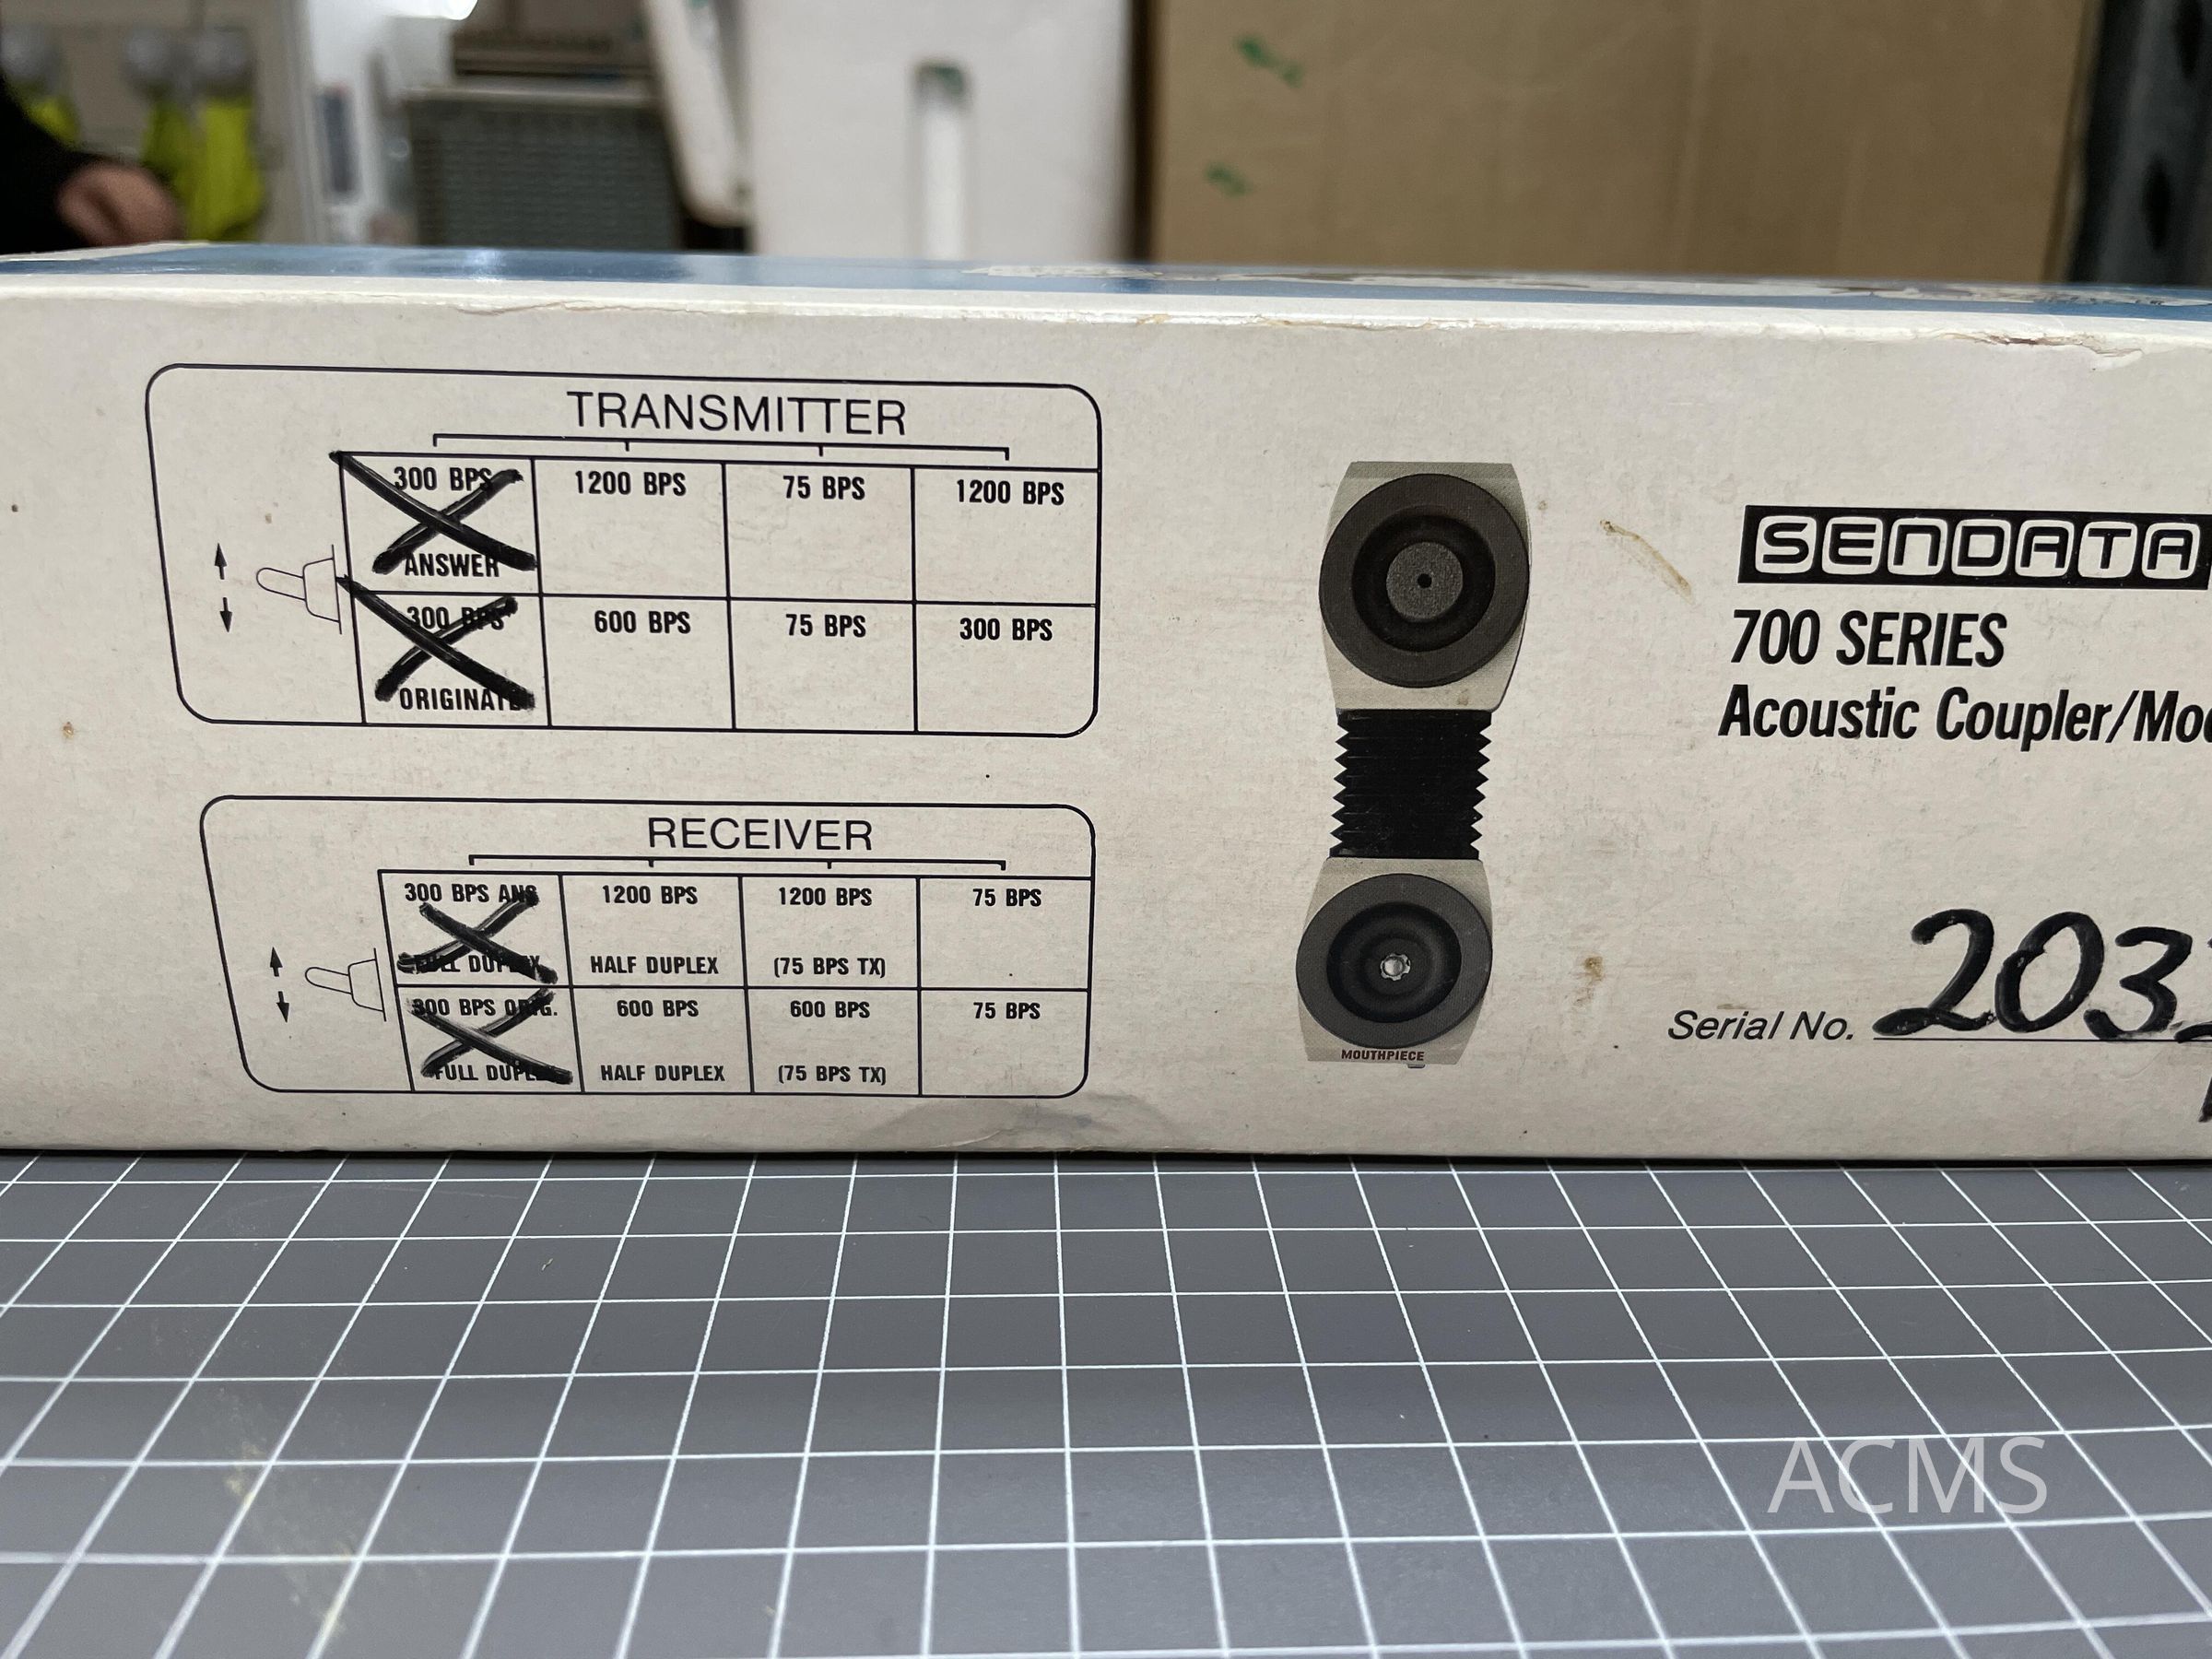 TRANSMITTER
300 BPS 1200 BPS 75 BPS 1200 BPS
ANSWER
300 BPS 600 BPS 75 BPS 300 BPS
ORIGINATE
RECEIVER
300 BPS ANS 1200 BPS 1200 BPS 75 BPS
FULL DUPLEX HALF DUPLEX (75 BPS TX)
300 BPS ORIG. 600 BPS 600 BPS 75 BPS
FULL DUPLEX HALF DUPLEX (75 BPS TX)
MOUTHPIECE
SENDATA
700 SERIES
Acoustic Coupler/Mo
Serial No. 203
ACMS